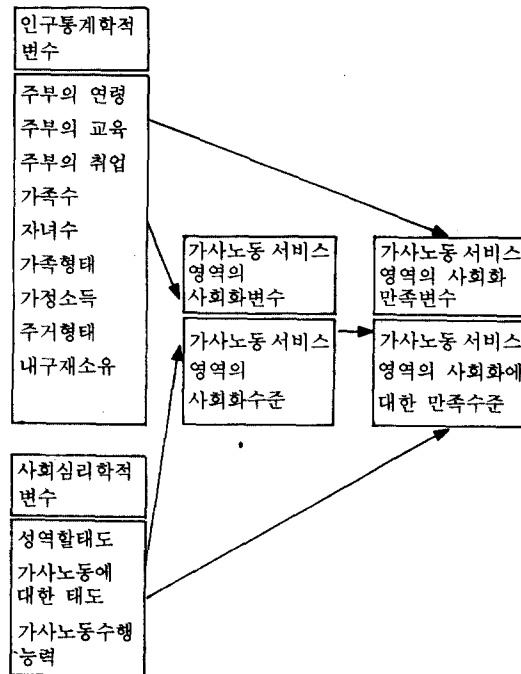 인구통계학적
변수
주부의 연령
주부의 교육
주부의 취업
가족수
자녀수
가족형태
가정소득
주거형태
내구재소유
가사노동 서비스
영역의
사회화변수
가사노동 서비스
영역의
사회화수준
가사노동 서비스
영역의 사회화
만족변수
가사노동 서비스
영역의 사회화에
대한 만족수준
사회심리학적
변수
성역할태도
가사노동에
대한 태도
가사노동수행
능력